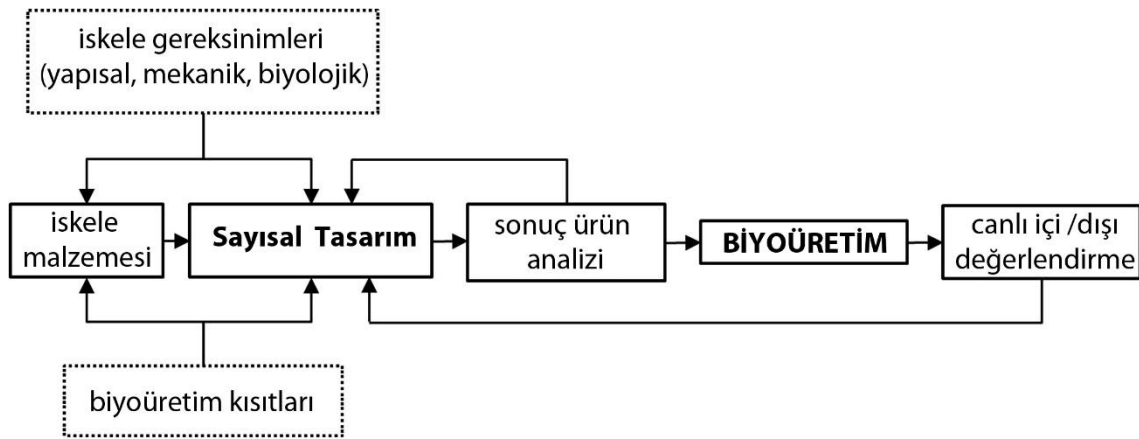 iskele gereksinimleri
(yapısal, mekanik, biyolojik)
iskele
malzemesi
Sayısal Tasarım
sonuç ürün
analizi
BİYOÜRETİM
canlı içi /dışı
değerlendirme
biyoüretim kısıtları